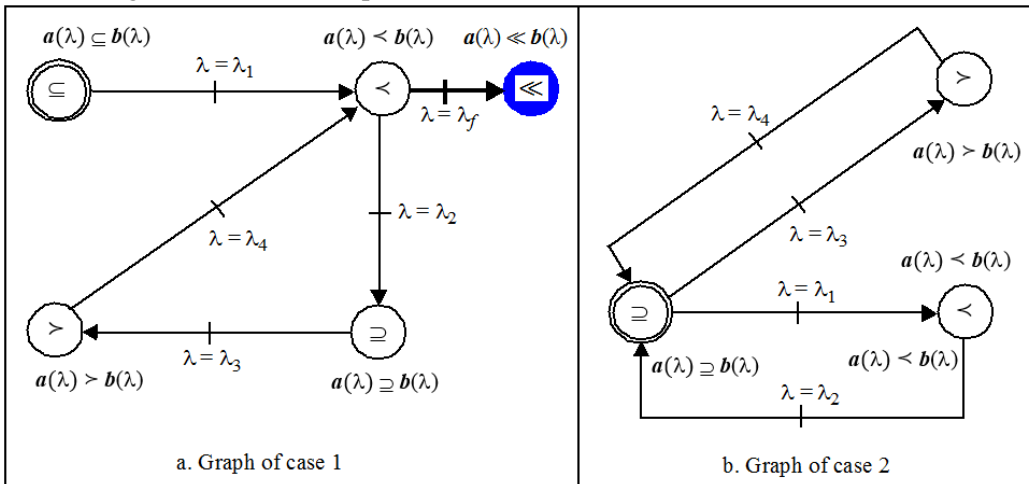 a(λ) ⊆ b(λ)
a(λ) ≺ b(λ)
a(λ) ≪ b(λ)
⊆
λ = λ₁
≺
λ = λf
≪
λ = λ₂
λ = λ₄
≻
λ = λ₃
⊇
a(λ) ≻ b(λ)
a(λ) ⊇ b(λ)
a. Graph of case 1
≻
λ = λ₄
a(λ) ≻ b(λ)
λ = λ₃
a(λ) ≺ b(λ)
λ = λ₁
⊇
≺
a(λ) ⊇ b(λ)
a(λ) ≺ b(λ)
λ = λ₂
b. Graph of case 2